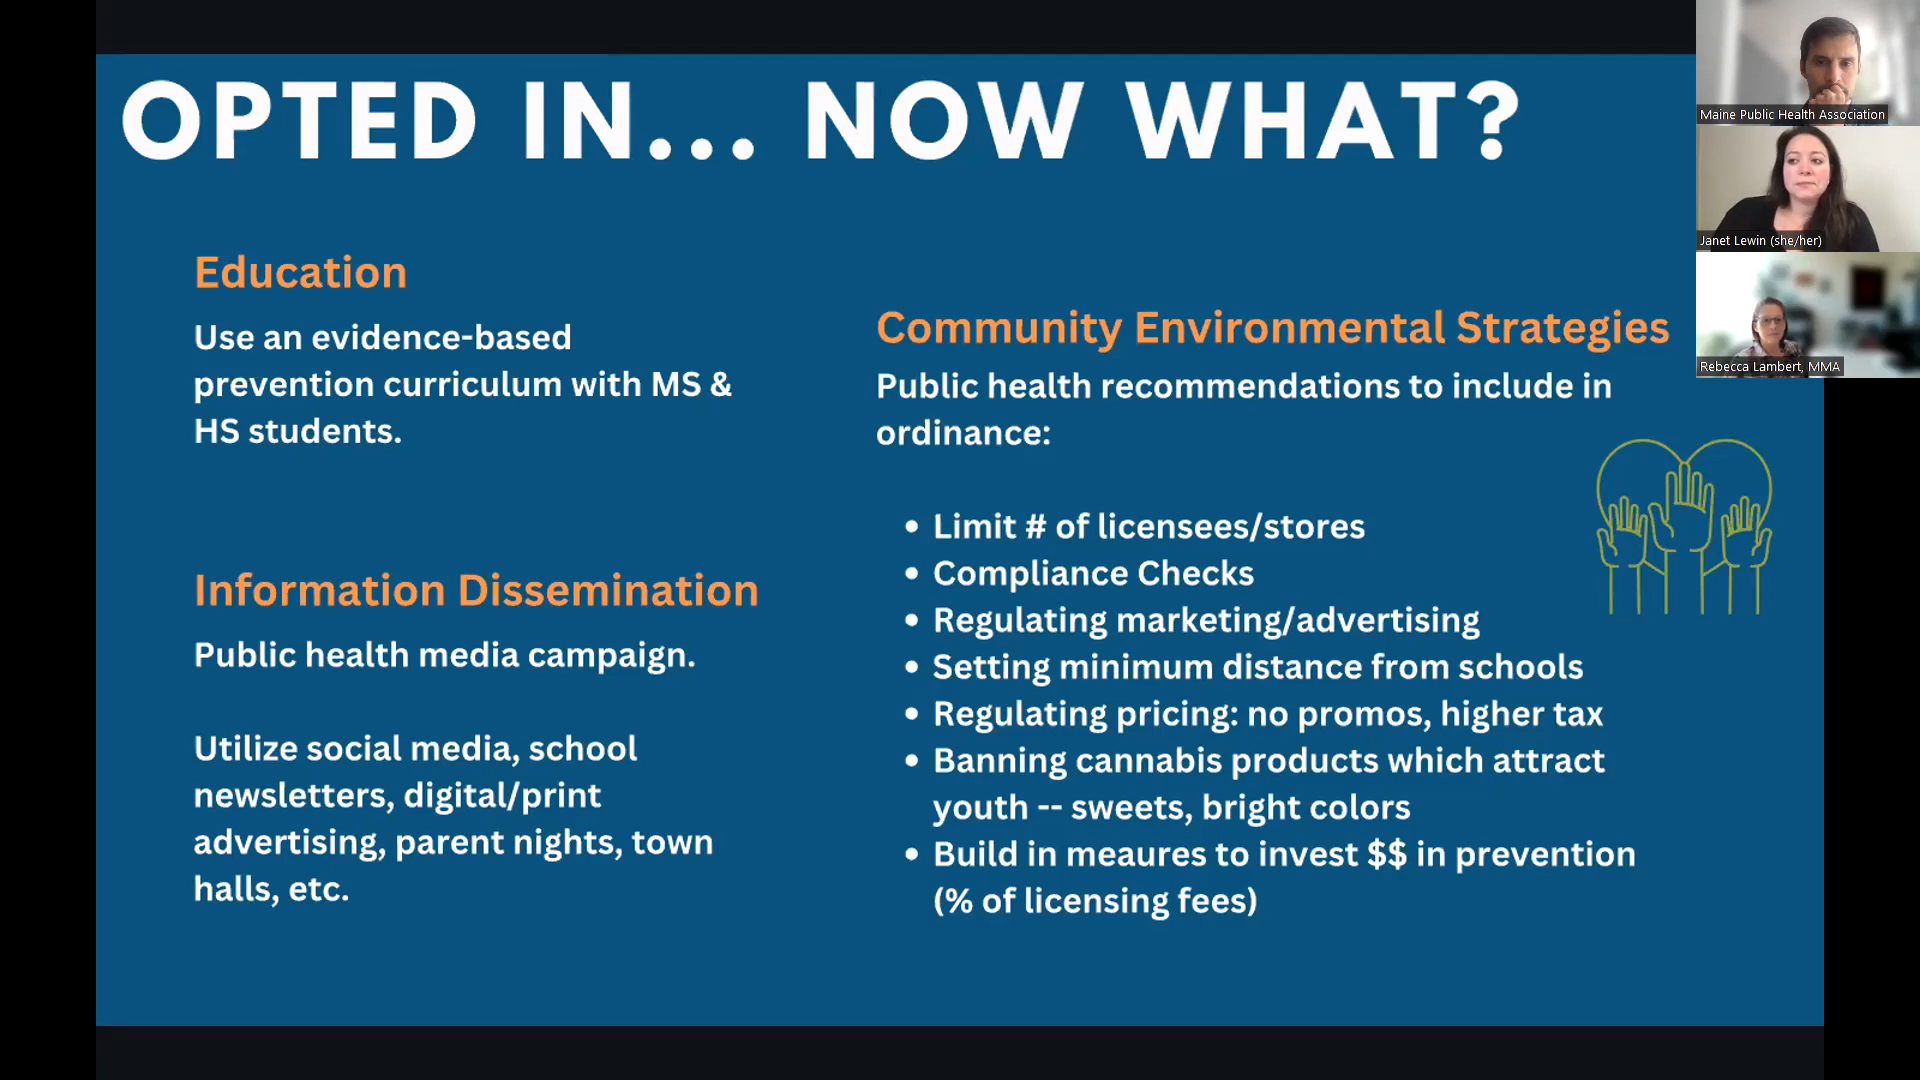 OPTED IN... NOW WHAT?
Education
Use an evidence-based
prevention curriculum with MS &
HS students.
Information Dissemination
Public health media campaign.
Utilize social media, school
newsletters, digital/print
advertising, parent nights, town
halls, etc.
Community Environmental Strategies
Public health recommendations to include in
ordinance:
• Limit # of licensees/stores
• Compliance Checks
• Regulating marketing/advertising
• Setting minimum distance from schools
• Regulating pricing: no promos, higher tax
• Banning cannabis products which attract
youth -- sweets, bright colors
• Build in meaures to invest $$ in prevention
(% of licensing fees)
Maine Public Health Association
Janet Lewin (she/her)
Rebecca Lambert, MMA